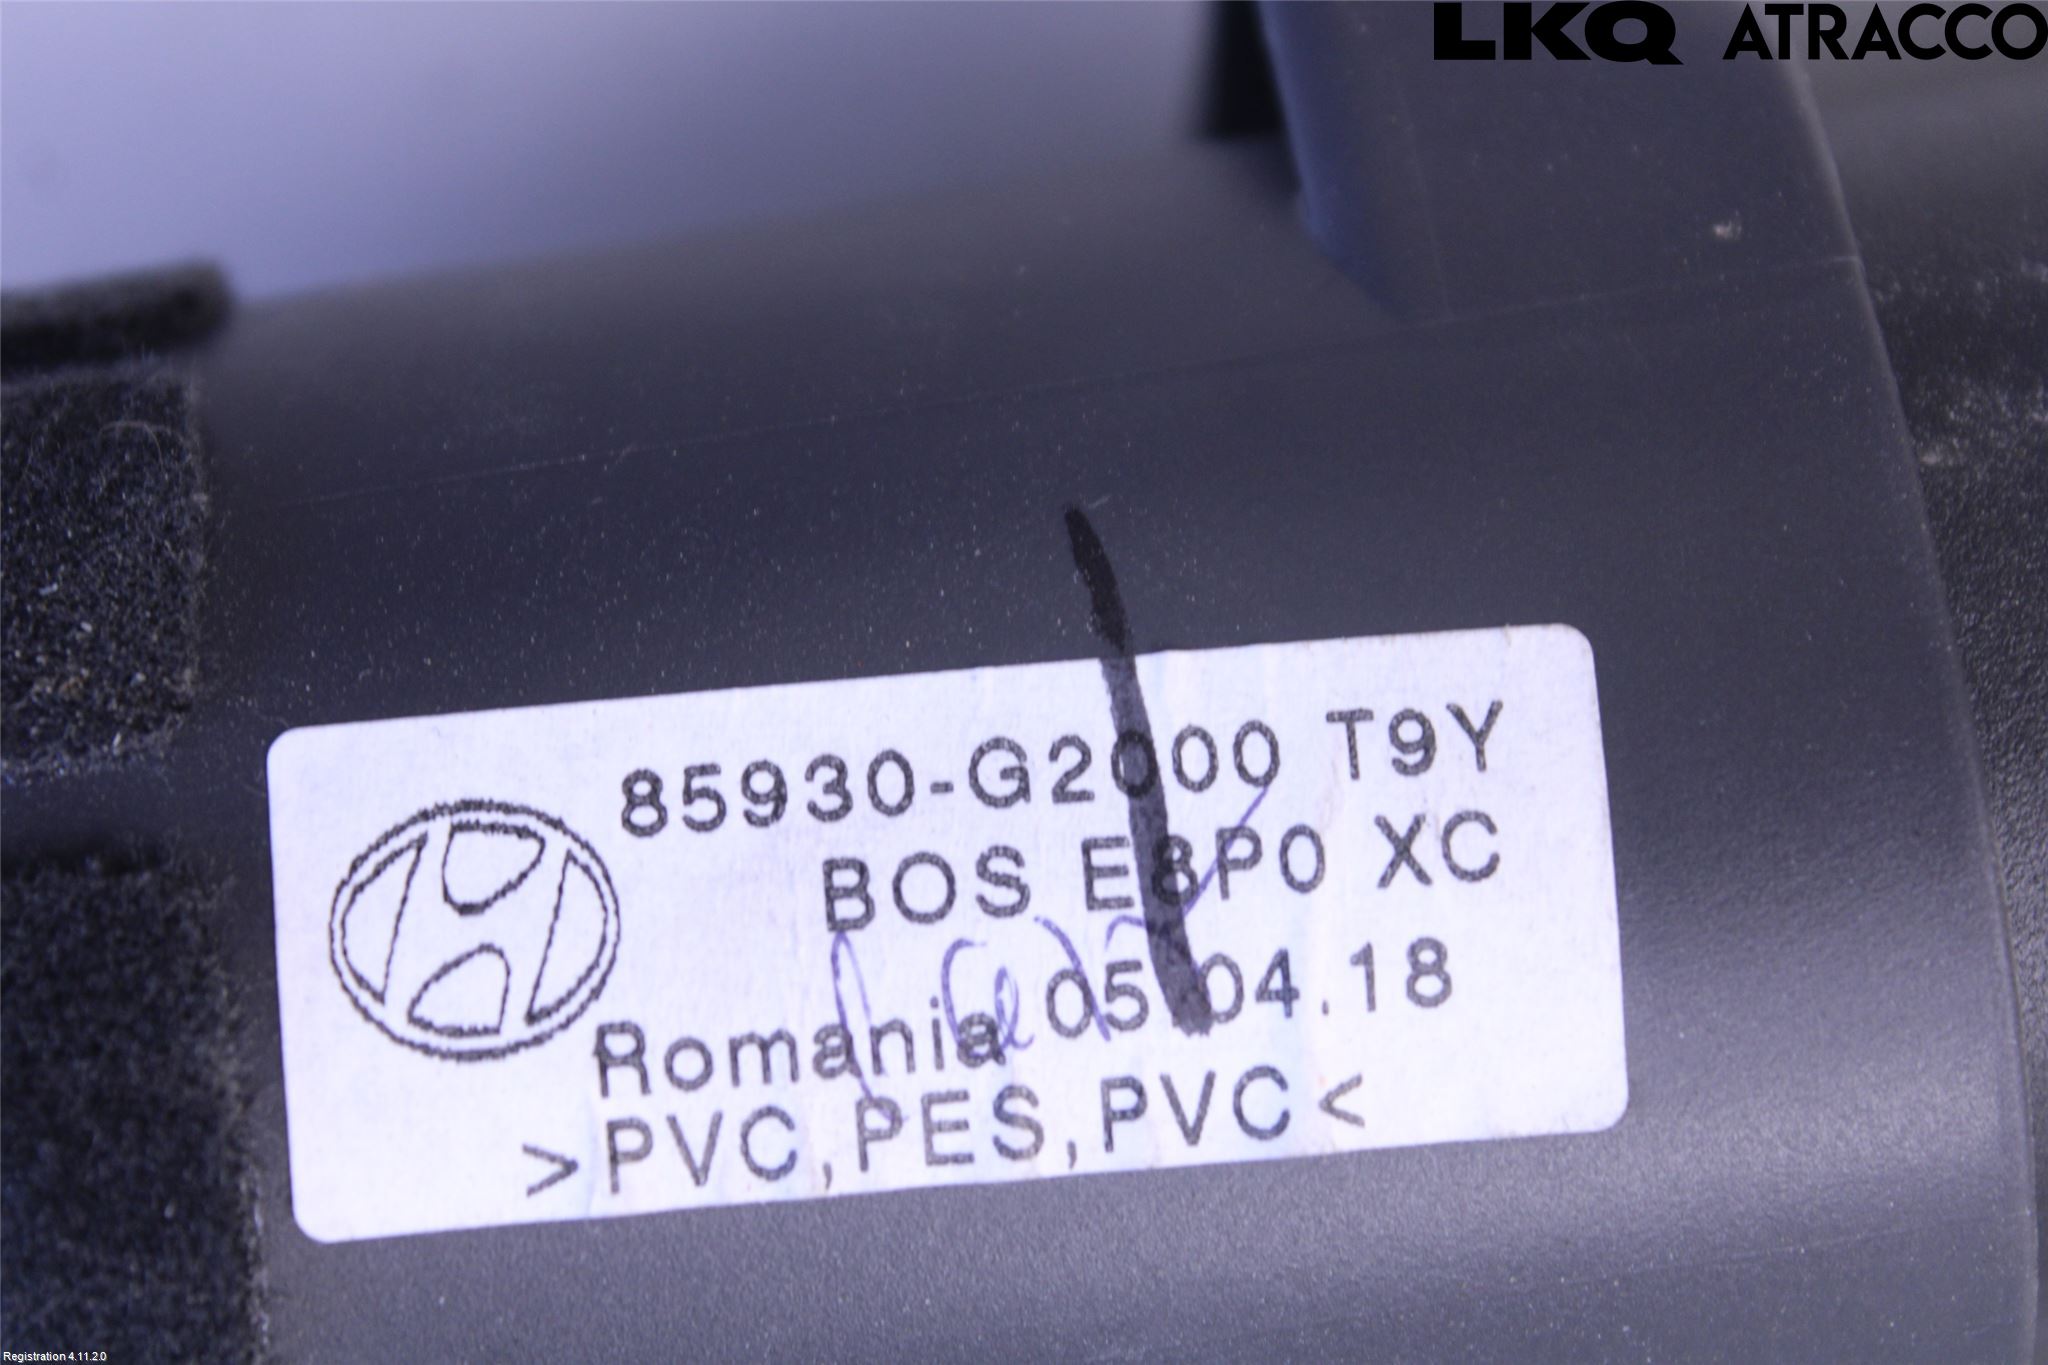 LKQ ATRACCO
85930-G2000 T9Y
BOS E8P0 XC
Romania 05.04.18
>PVC,PES,PVC<
Registration 4.11.2.0